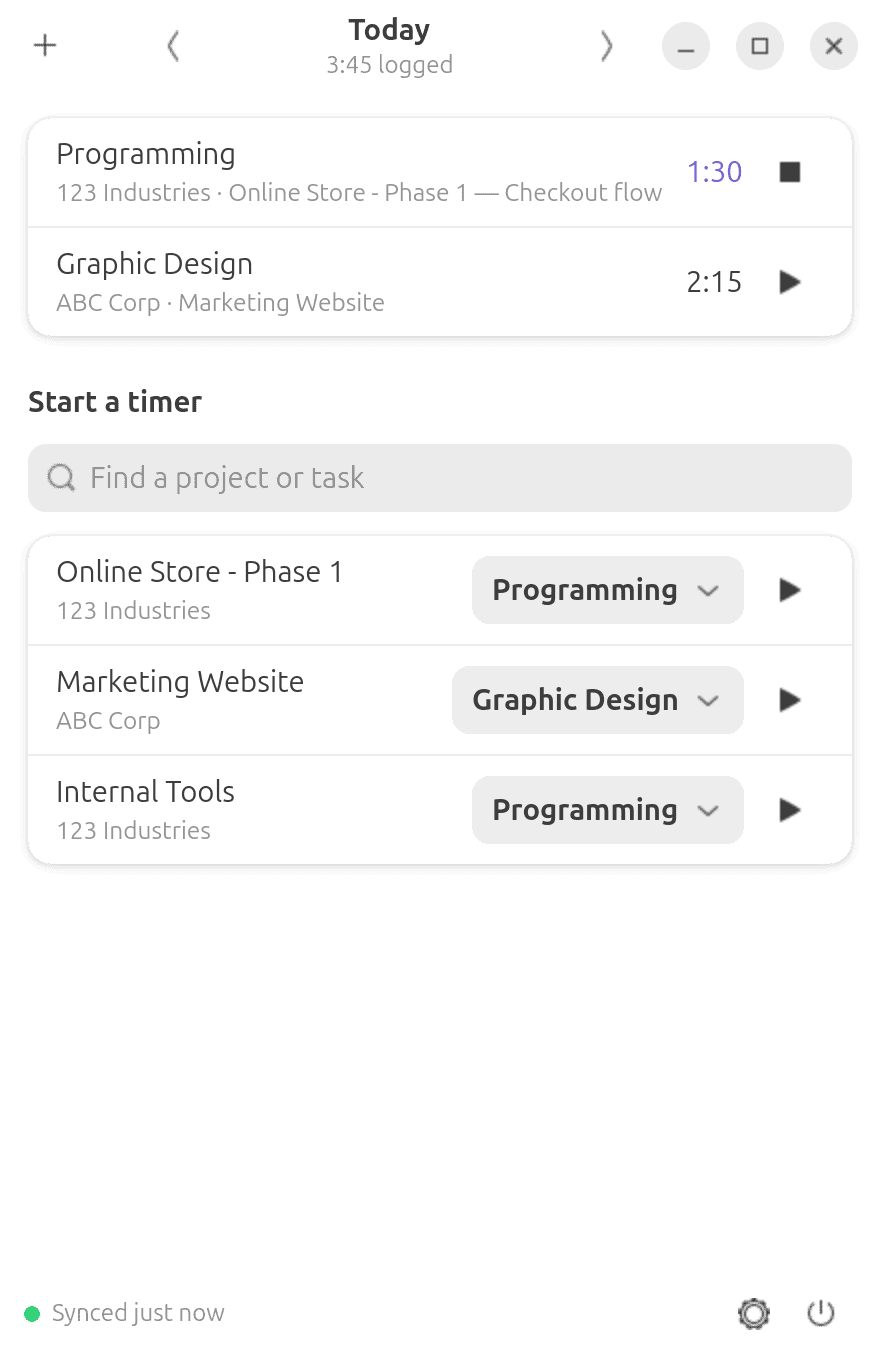 Today
3:45 logged
Programming
123 Industries · Online Store - Phase 1 — Checkout flow
1:30
Graphic Design
ABC Corp · Marketing Website
2:15
Start a timer
Find a project or task
Online Store - Phase 1
123 Industries
Programming
Marketing Website
ABC Corp
Graphic Design
Internal Tools
123 Industries
Programming
Synced just now